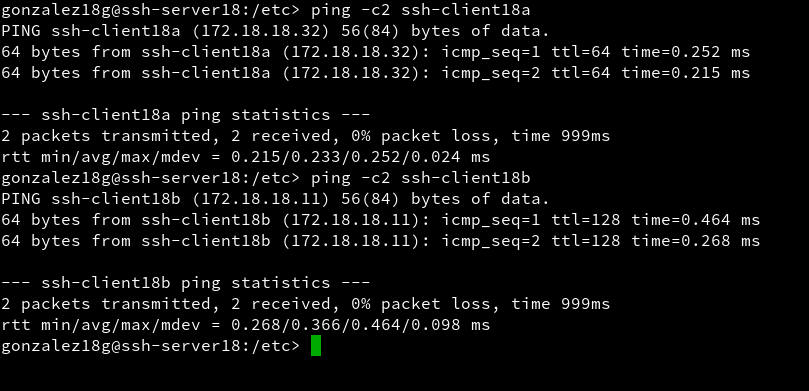 gonzalez18g@ssh-server18:/etc> ping -c2 ssh-client18a
PING ssh-client18a (172.18.18.32) 56(84) bytes of data.
64 bytes from ssh-client18a (172.18.18.32): icmp_seq=1 ttl=64 time=0.252 ms
64 bytes from ssh-client18a (172.18.18.32): icmp_seq=2 ttl=64 time=0.215 ms

--- ssh-client18a ping statistics ---
2 packets transmitted, 2 received, 0% packet loss, time 999ms
rtt min/avg/max/mdev = 0.215/0.233/0.252/0.024 ms
gonzalez18g@ssh-server18:/etc> ping -c2 ssh-client18b
PING ssh-client18b (172.18.18.11) 56(84) bytes of data.
64 bytes from ssh-client18b (172.18.18.11): icmp_seq=1 ttl=128 time=0.464 ms
64 bytes from ssh-client18b (172.18.18.11): icmp_seq=2 ttl=128 time=0.268 ms

--- ssh-client18b ping statistics ---
2 packets transmitted, 2 received, 0% packet loss, time 999ms
rtt min/avg/max/mdev = 0.268/0.366/0.464/0.098 ms
gonzalez18g@ssh-server18:/etc>